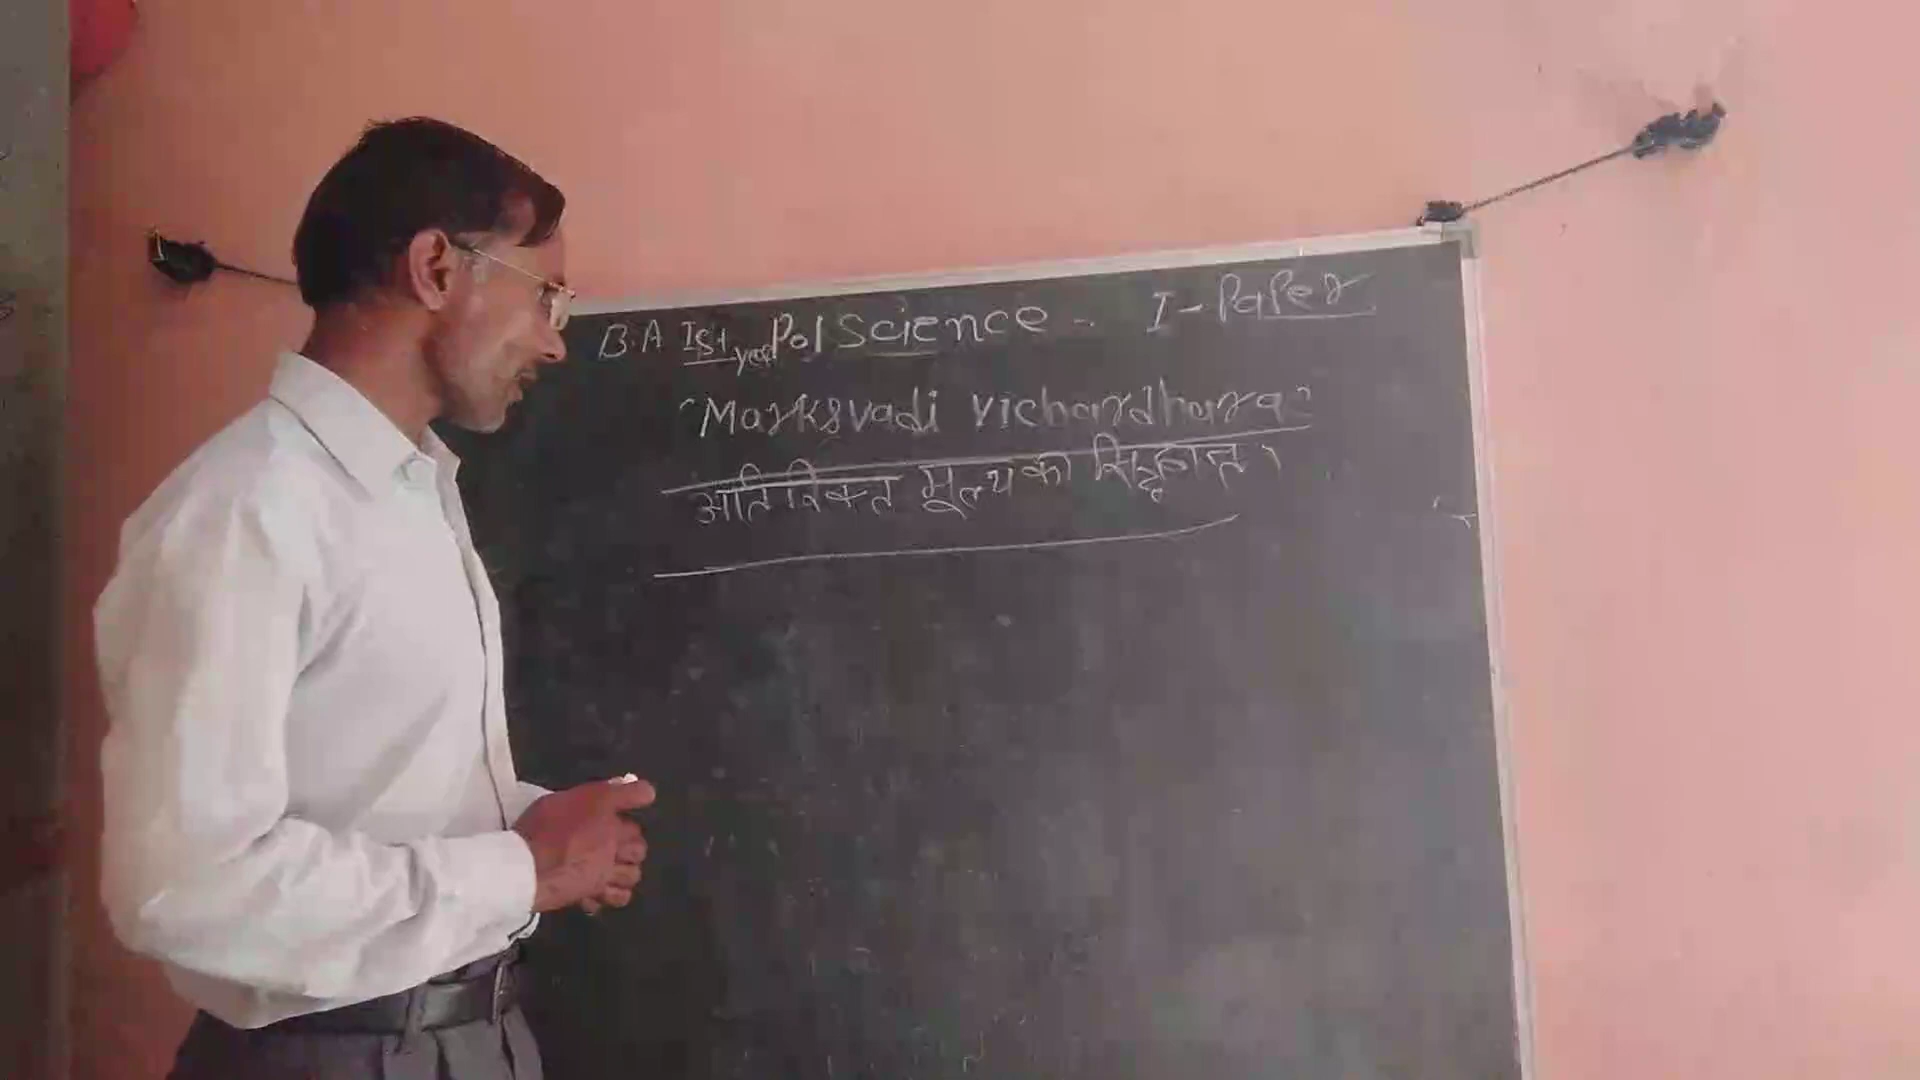 B.A Ist year Pol Science - I - Paper
"Marksvadi vichardhara"
अतिरिक्त मूल्य का सिद्धान्त।